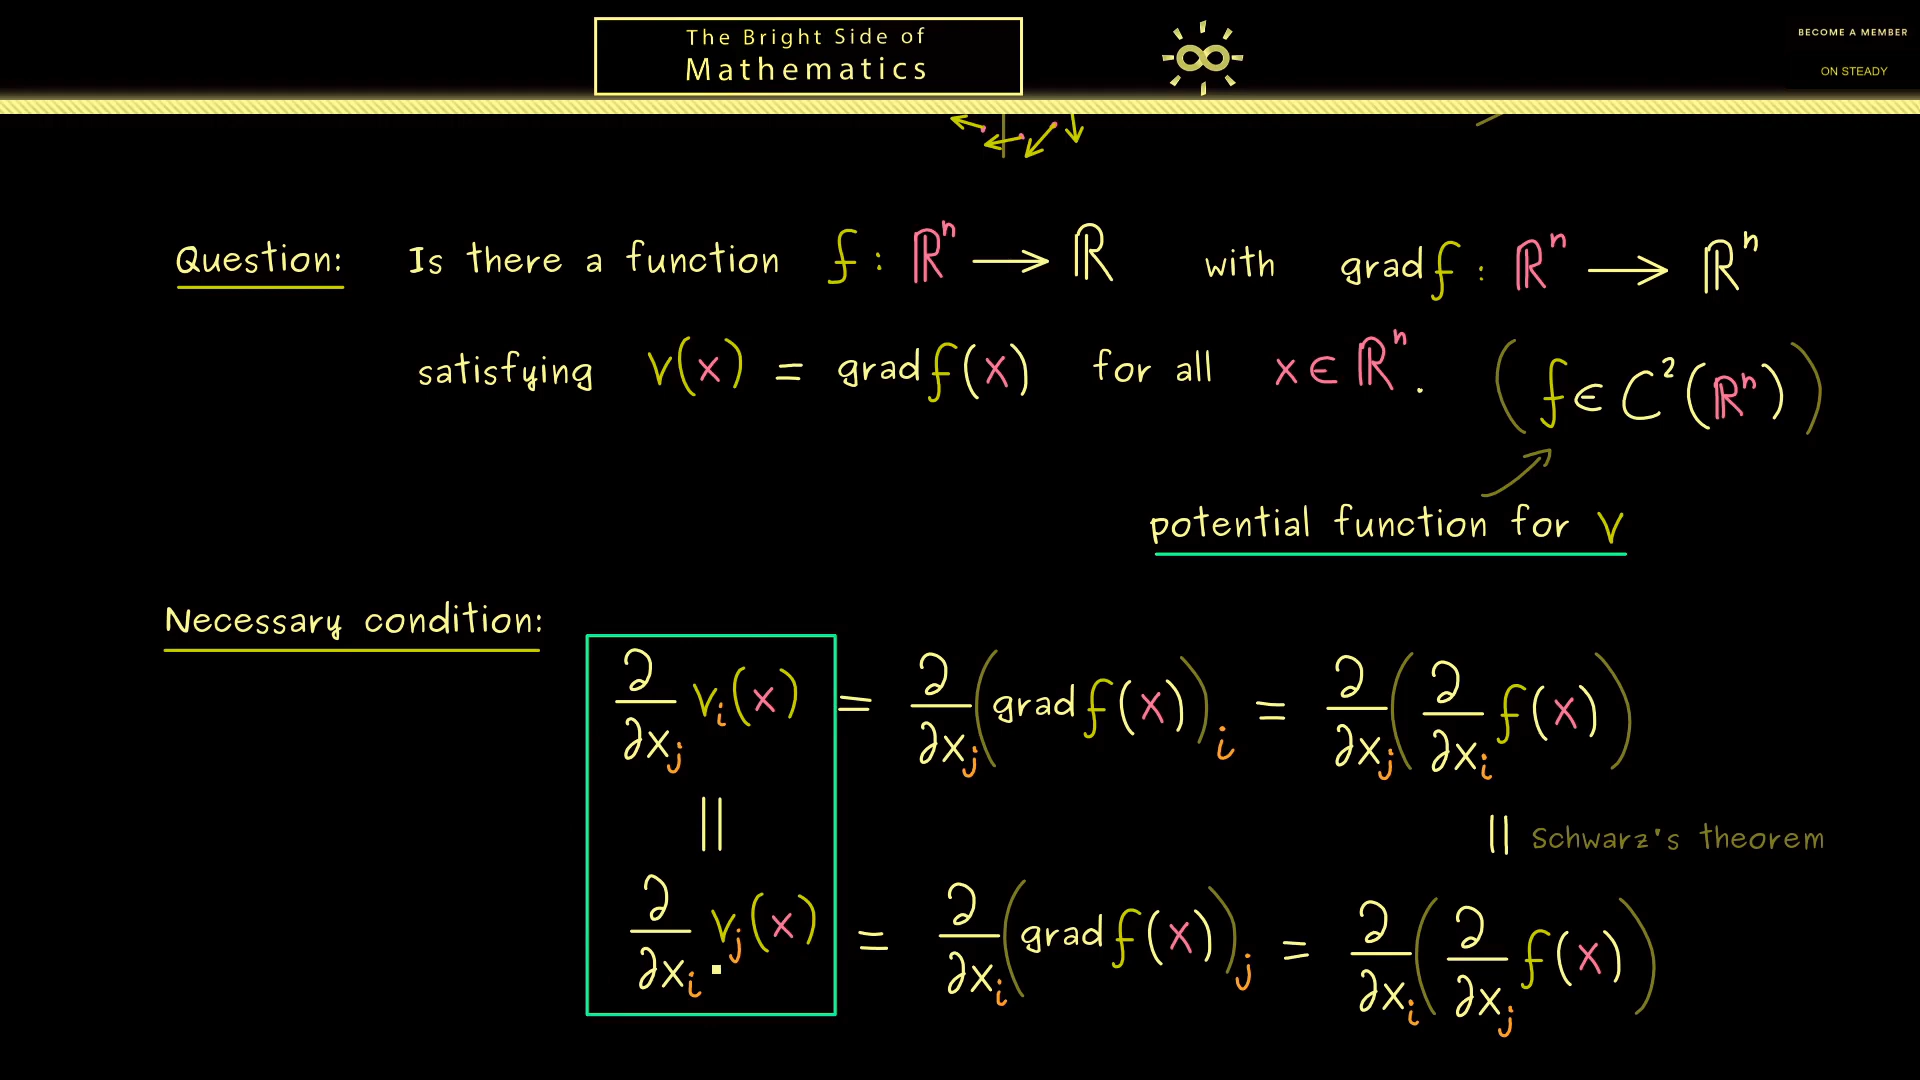 The Bright Side of
Mathematics
BECOME A MEMBER
ON STEADY
Question: Is there a function f : ℝⁿ ⟶ ℝ with grad f : ℝⁿ ⟶ ℝⁿ
satisfying v(x) = grad f(x) for all x ∈ ℝⁿ. ( f ∈ C²(ℝⁿ) )
potential function for v
Necessary condition:
∂/∂xⱼ vᵢ(x) = ∂/∂xⱼ ( grad f(x) )ᵢ = ∂/∂xⱼ ( ∂/∂xᵢ f(x) )
|| || Schwarz's theorem
∂/∂xᵢ vⱼ(x) = ∂/∂xᵢ ( grad f(x) )ⱼ = ∂/∂xᵢ ( ∂/∂xⱼ f(x) )